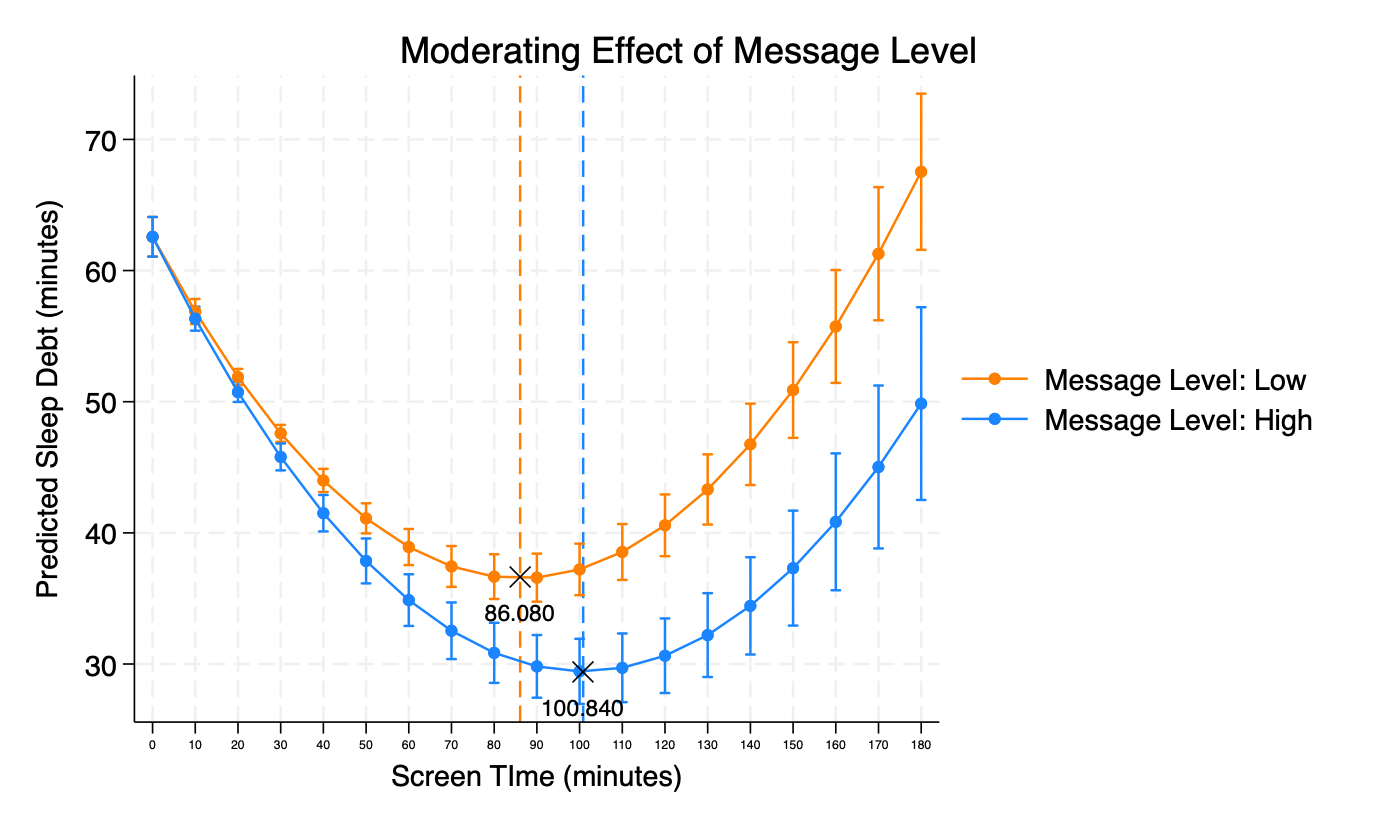 Moderating Effect of Message Level
Predicted Sleep Debt (minutes)
70
60
50
40
30
86.080
100.840
Message Level: Low
Message Level: High
0 10 20 30 40 50 60 70 80 90 100 110 120 130 140 150 160 170 180
Screen TIme (minutes)